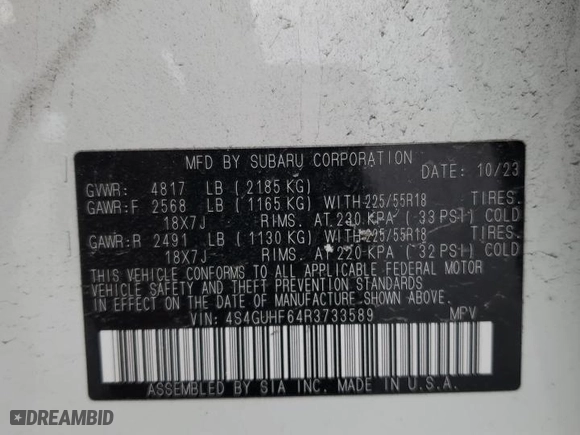 MFD BY SUBARU CORPORATION DATE: 10/23
GVWR: 4817 LB (2185 KG)
GAWR:F 2568 LB (1165 KG) WITH 225/55R18 TIRES.
18X7J RIMS. AT 230 KPA (33 PSI) COLD
GAWR:R 2491 LB (1130 KG) WITH 225/55R18 TIRES.
18X7J RIMS. AT 220 KPA (32 PSI) COLD
THIS VEHICLE CONFORMS TO ALL APPLICABLE FEDERAL MOTOR
VEHICLE SAFETY AND THEFT PREVENTION STANDARDS
IN EFFECT ON THE DATE OF MANUFACTURE SHOWN ABOVE.
VIN: 4S4GUHF64R3733589 MPV
ASSEMBLED BY SIA INC. MADE IN U.S.A.
DREAMBID